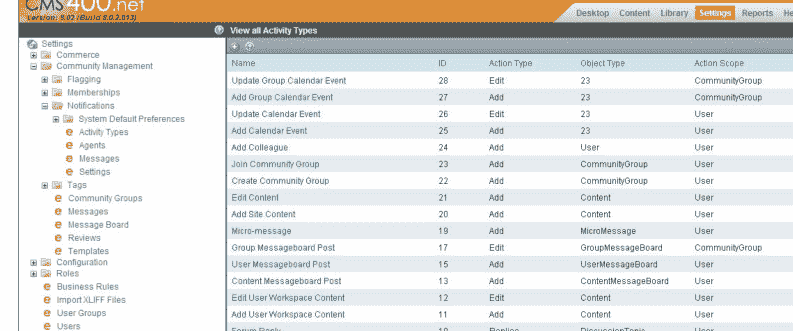 CMS400.net
Version: 8.02 (Build 8.0.2.013)
Desktop Content Library Settings Reports He
View all Activity Types
Settings
Commerce
Community Management
Flagging
Memberships
Notifications
System Default Preferences
Activity Types
Agents
Messages
Settings
Tags
Community Groups
Messages
Message Board
Reviews
Templates
Configuration
Roles
Business Rules
Import XLIFF Files
User Groups
Users
Name ID Action Type Object Type Action Scope
Update Group Calendar Event 28 Edit 23 CommunityGroup
Add Group Calendar Event 27 Add 23 CommunityGroup
Update Calendar Event 26 Edit 23 User
Add Calendar Event 25 Add 23 User
Add Colleague 24 Add User User
Join Community Group 23 Add CommunityGroup User
Create Community Group 22 Add CommunityGroup User
Edit Content 21 Add Content User
Add Site Content 20 Add Content User
Micro-message 19 Add MicroMessage User
Group Messageboard Post 17 Edit GroupMessageBoard CommunityGroup
User Messageboard Post 15 Add UserMessageBoard User
Content Messageboard Post 13 Add ContentMessageBoard User
Edit User Workspace Content 12 Edit Content User
Add User Workspace Content 11 Add Content User
Forum Reply 10 Replies DiscussionTopic User